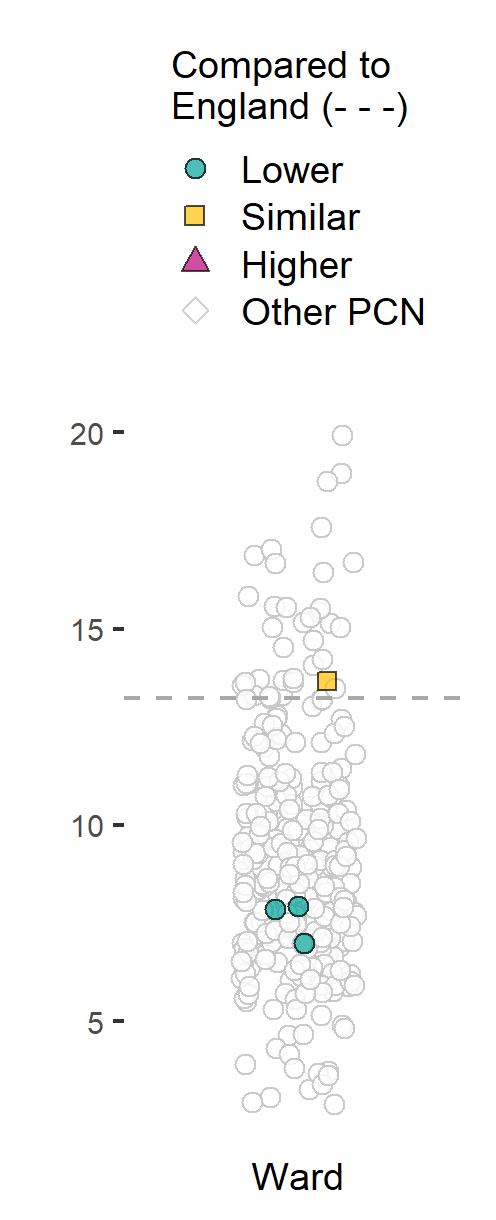 Compared to
England (- - -)
Lower
Similar
Higher
Other PCN
20
15
10
5
Ward